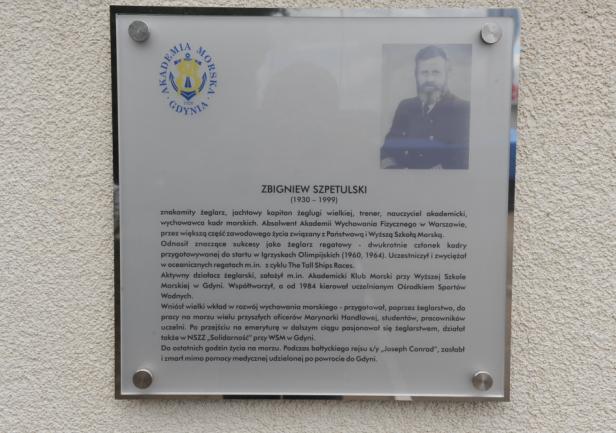 AKADEMIA MORSKA
GDYNIA
ZBIGNIEW SZPETULSKI
(1930 – 1999)
znakomity żeglarz, jachtowy kapitan żeglugi wielkiej, trener, nauczyciel akademicki,
wychowawca kadr morskich. Absolwent Akademii Wychowania Fizycznego w Warszawie,
przez większą część zawodowego życia związany z Państwową i Wyższą Szkołą Morską.
Odnosił znaczące sukcesy jako żeglarz regatowy - dwukrotnie członek kadry
przygotowywanej do startu w Igrzyskach Olimpijskich (1960, 1964). Uczestniczył i zwyciężał
w oceanicznych regatach m.in. z cyklu The Tall Ships Races.
Aktywny działacz żeglarski, założył m.in. Akademicki Klub Morski przy Wyższej Szkole
Morskiej w Gdyni. Współtworzył, a od 1984 kierował uczelnianym Ośrodkiem Sportów
Wodnych.
Wniósł wielki wkład w rozwój wychowania morskiego - przygotował, poprzez żeglarstwo, do
pracy na morzu wielu przyszłych oficerów Marynarki Handlowej, studentów, pracowników
uczelni. Po przejściu na emeryturę w dalszym ciągu pasjonował się żeglarstwem, działał
także w NSZZ „Solidarność” przy WSM w Gdyni.
Do ostatnich godzin życia na morzu. Podczas bałtyckiego rejsu s/y „Joseph Conrad”, zasłabł
i zmarł mimo pomocy medycznej udzielonej po powrocie do Gdyni.